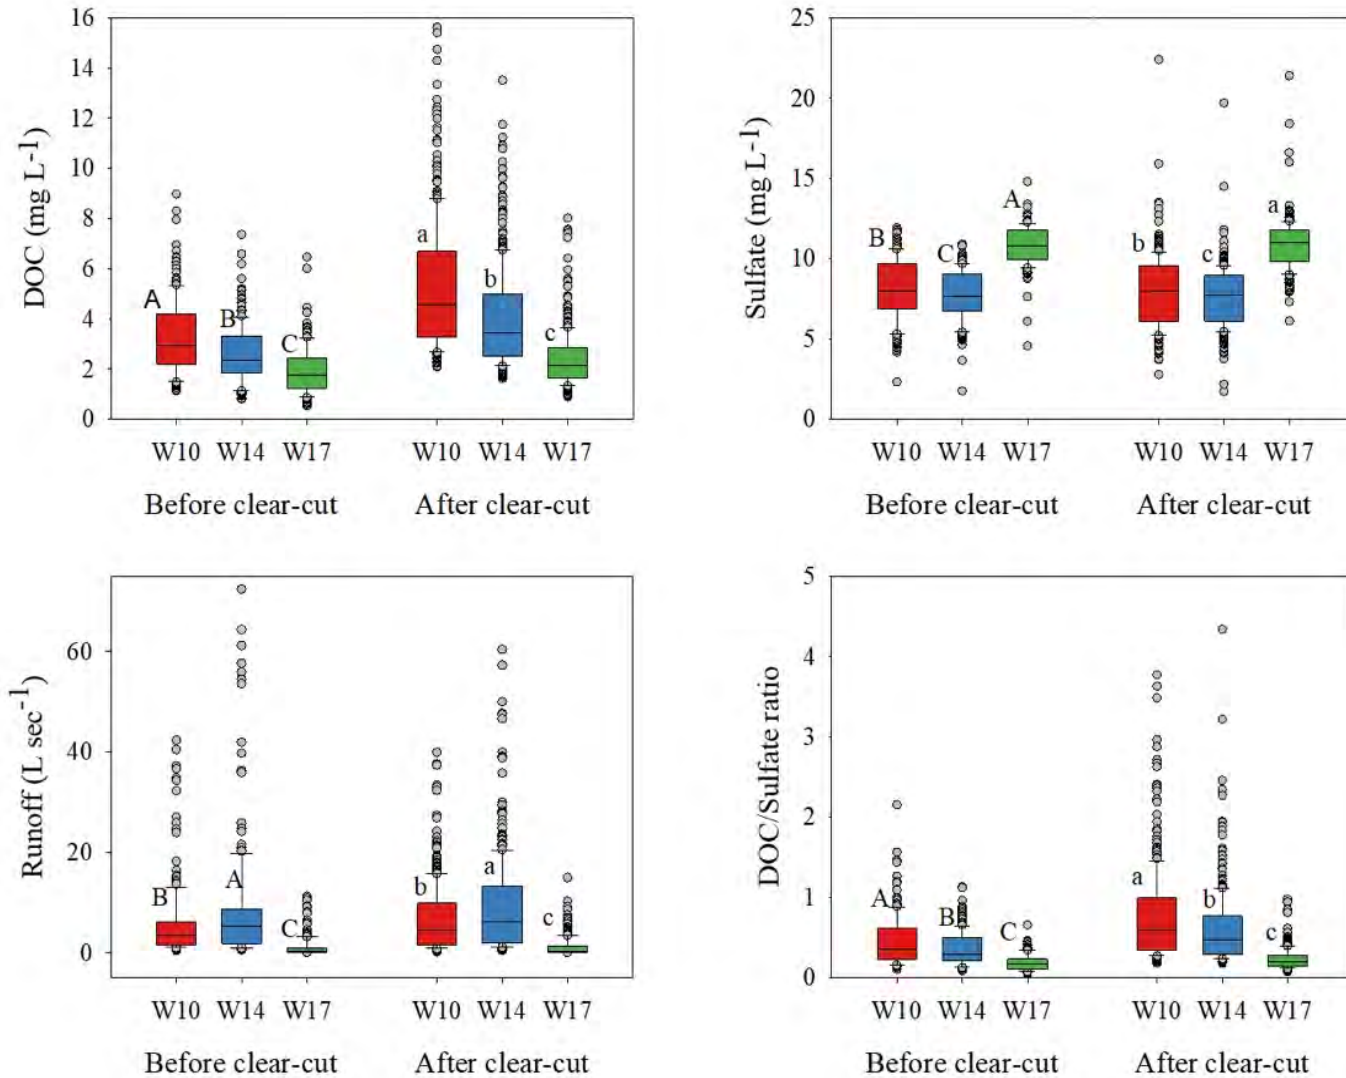 DOC (mg L-1)
16
14
12
10
8
6
4
2
0
A
B
C
a
b
c
W10 W14 W17 W10 W14 W17
Before clear-cut After clear-cut
Sulfate (mg L-1)
25
20
15
10
5
0
B
C
A
b
c
a
W10 W14 W17 W10 W14 W17
Before clear-cut After clear-cut
Runoff (L sec-1)
60
40
20
0
B
A
C
b
a
c
W10 W14 W17 W10 W14 W17
Before clear-cut After clear-cut
DOC/Sulfate ratio
5
4
3
2
1
0
A
B
C
a
b
c
W10 W14 W17 W10 W14 W17
Before clear-cut After clear-cut